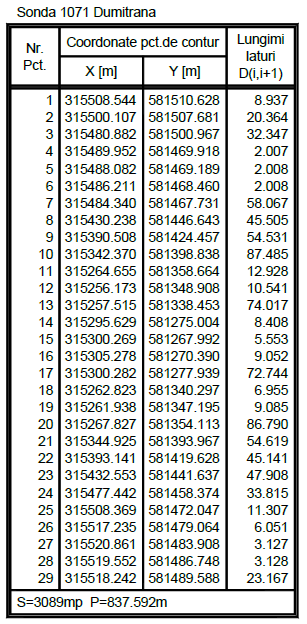 Sonda 1071 Dumitrana
Nr. Pct. Coordonate pct.de contur Lungimi laturi D(i,i+1)
X [m] Y [m]
1 315508.544 581510.628 8.937
2 315500.107 581507.681 20.364
3 315480.882 581500.967 32.347
4 315489.952 581469.918 2.007
5 315488.082 581469.189 2.008
6 315486.211 581468.460 2.008
7 315484.340 581467.731 58.067
8 315430.238 581446.643 45.505
9 315390.508 581424.457 54.531
10 315342.370 581398.838 87.485
11 315264.655 581358.664 12.928
12 315256.173 581348.908 10.541
13 315257.515 581338.453 74.017
14 315295.629 581275.004 8.408
15 315300.269 581267.992 5.553
16 315305.278 581270.390 9.052
17 315300.282 581277.939 72.744
18 315262.823 581340.297 6.955
19 315261.938 581347.195 9.085
20 315267.827 581354.113 86.790
21 315344.925 581393.967 54.619
22 315393.141 581419.628 45.141
23 315432.553 581441.637 47.908
24 315477.442 581458.374 33.815
25 315508.369 581472.047 11.307
26 315517.235 581479.064 6.051
27 315520.861 581483.908 3.127
28 315519.552 581486.748 3.128
29 315518.242 581489.588 23.167
S=3089mp P=837.592m